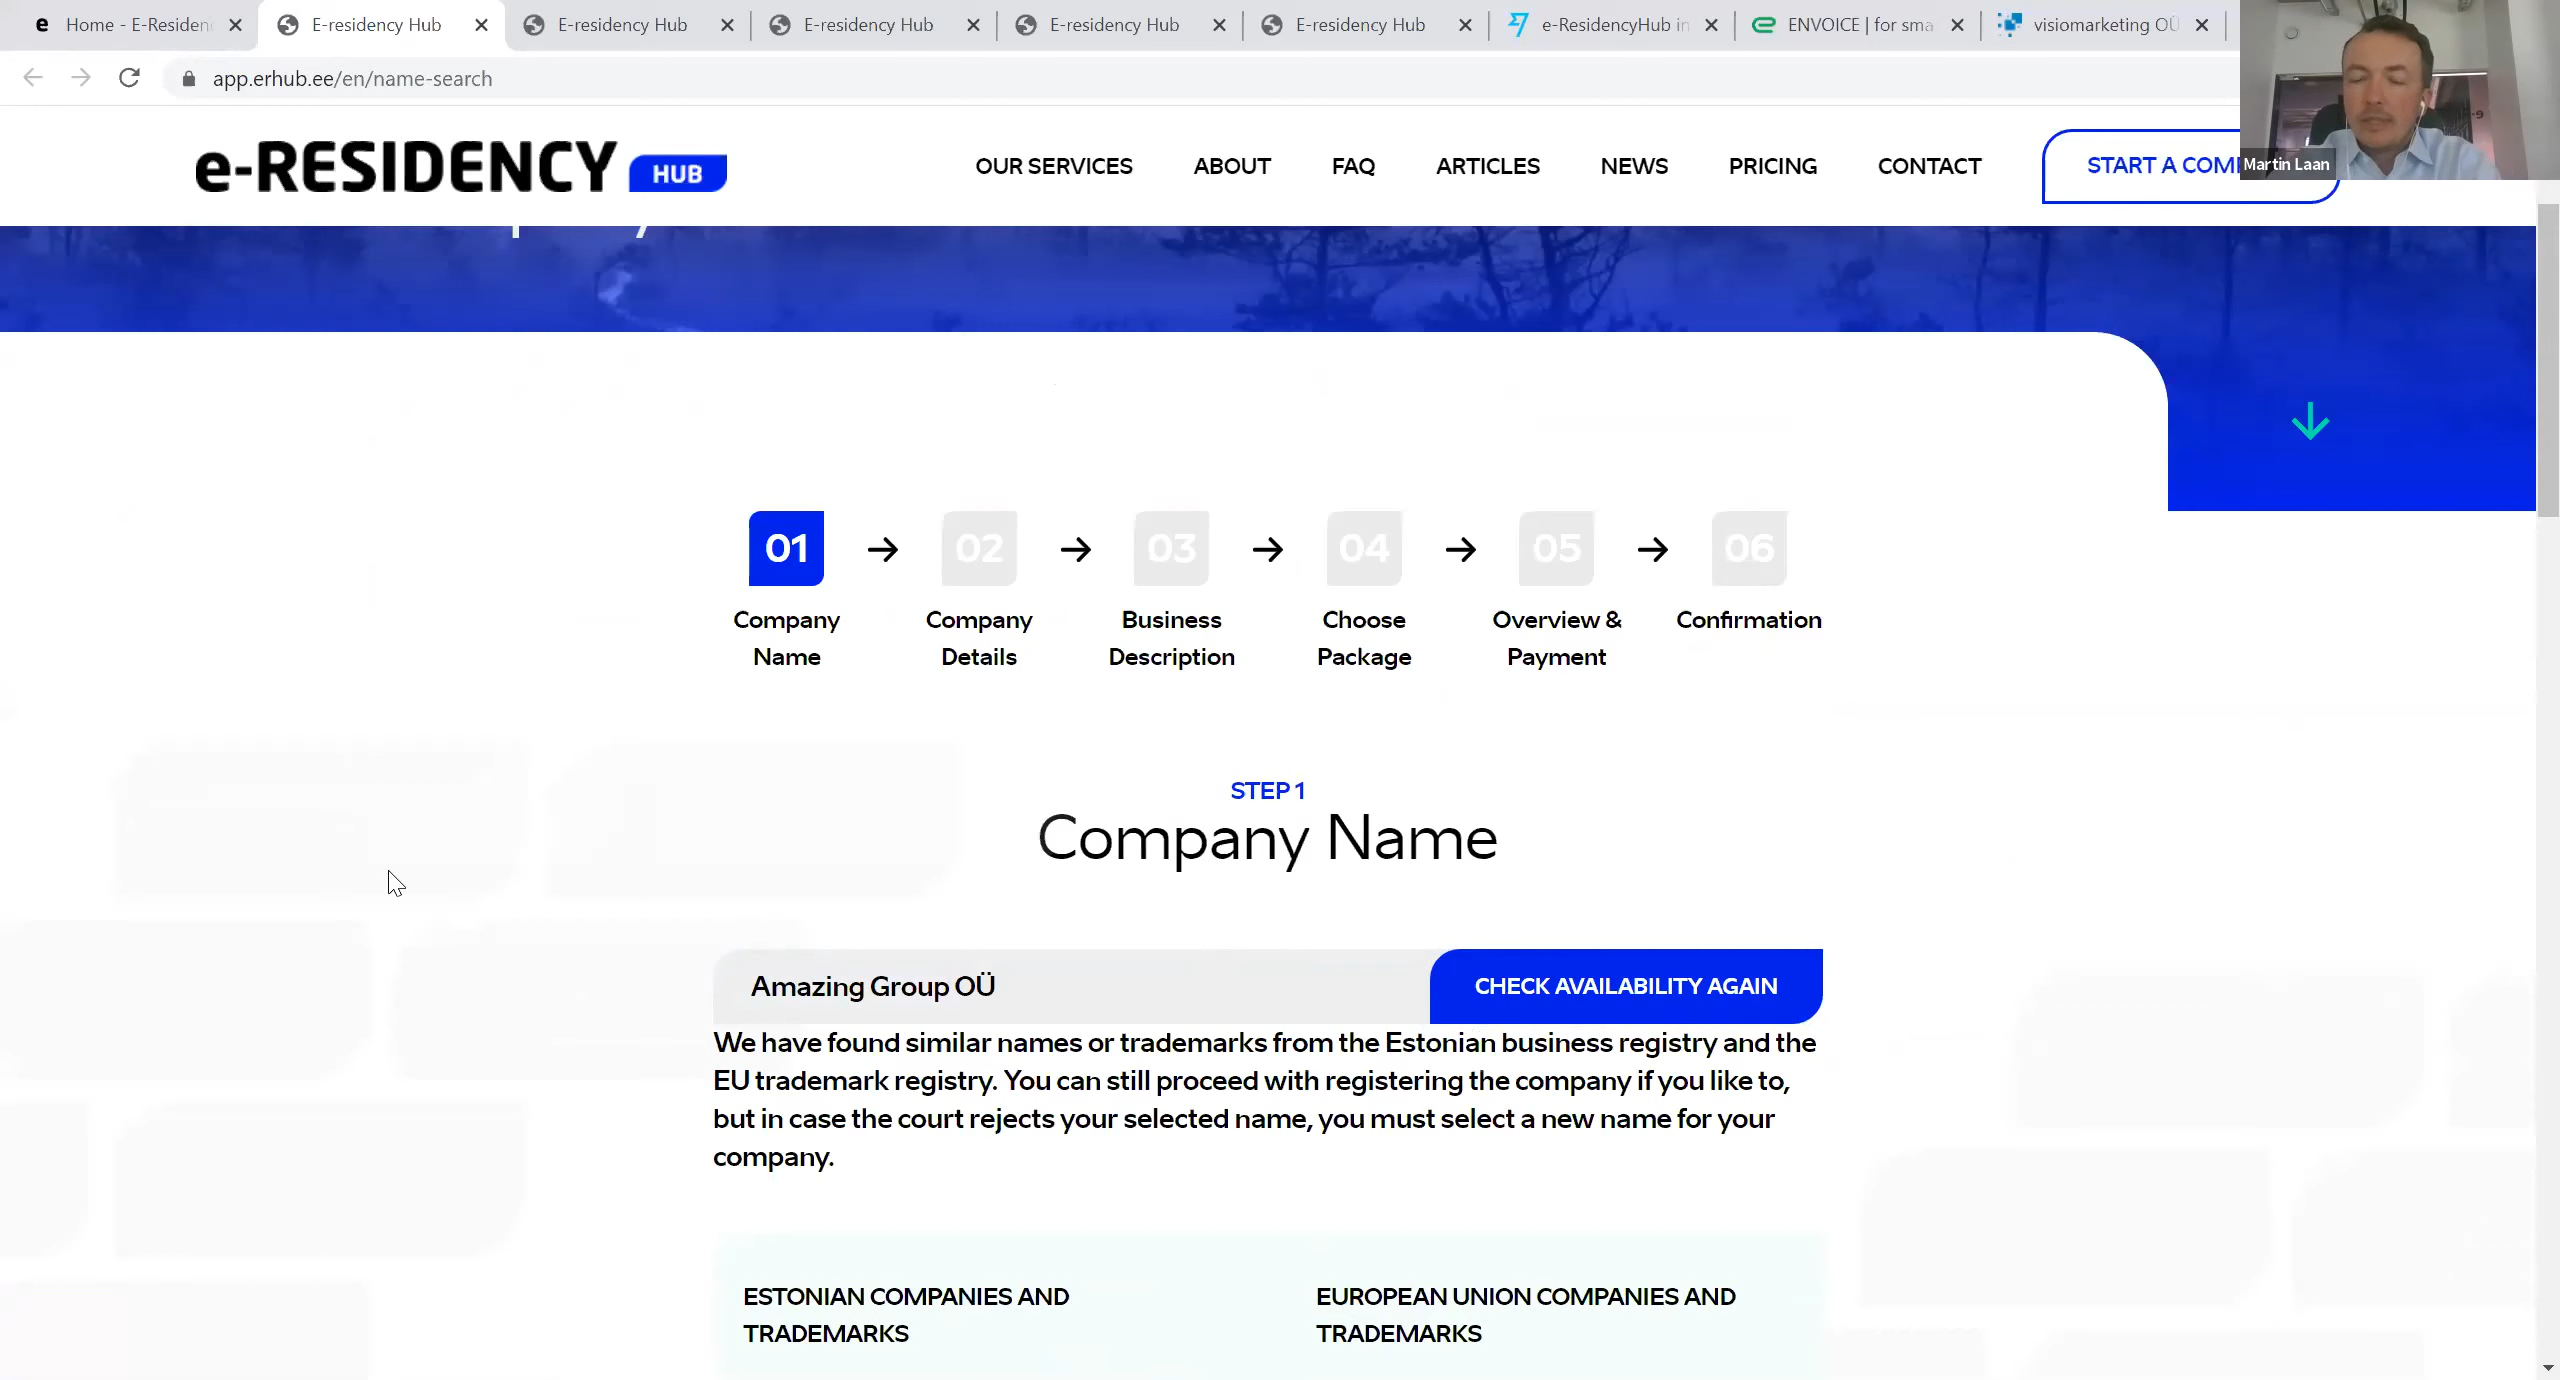 e Home - E-Residen
E-residency Hub
E-residency Hub
E-residency Hub
E-residency Hub
E-residency Hub
e-ResidencyHub in
ENVOICE | for sma
visiomarketing OÜ
app.erhub.ee/en/name-search
e-RESIDENCY HUB
OUR SERVICES
ABOUT
FAQ
ARTICLES
NEWS
PRICING
CONTACT
START A COM
Martin Laan
01
02
03
04
05
06
Company
Name
Company
Details
Business
Description
Choose
Package
Overview &
Payment
Confirmation
STEP 1
Company Name
Amazing Group OÜ
CHECK AVAILABILITY AGAIN
We have found similar names or trademarks from the Estonian business registry and the
EU trademark registry. You can still proceed with registering the company if you like to,
but in case the court rejects your selected name, you must select a new name for your
company.
ESTONIAN COMPANIES AND
TRADEMARKS
EUROPEAN UNION COMPANIES AND
TRADEMARKS